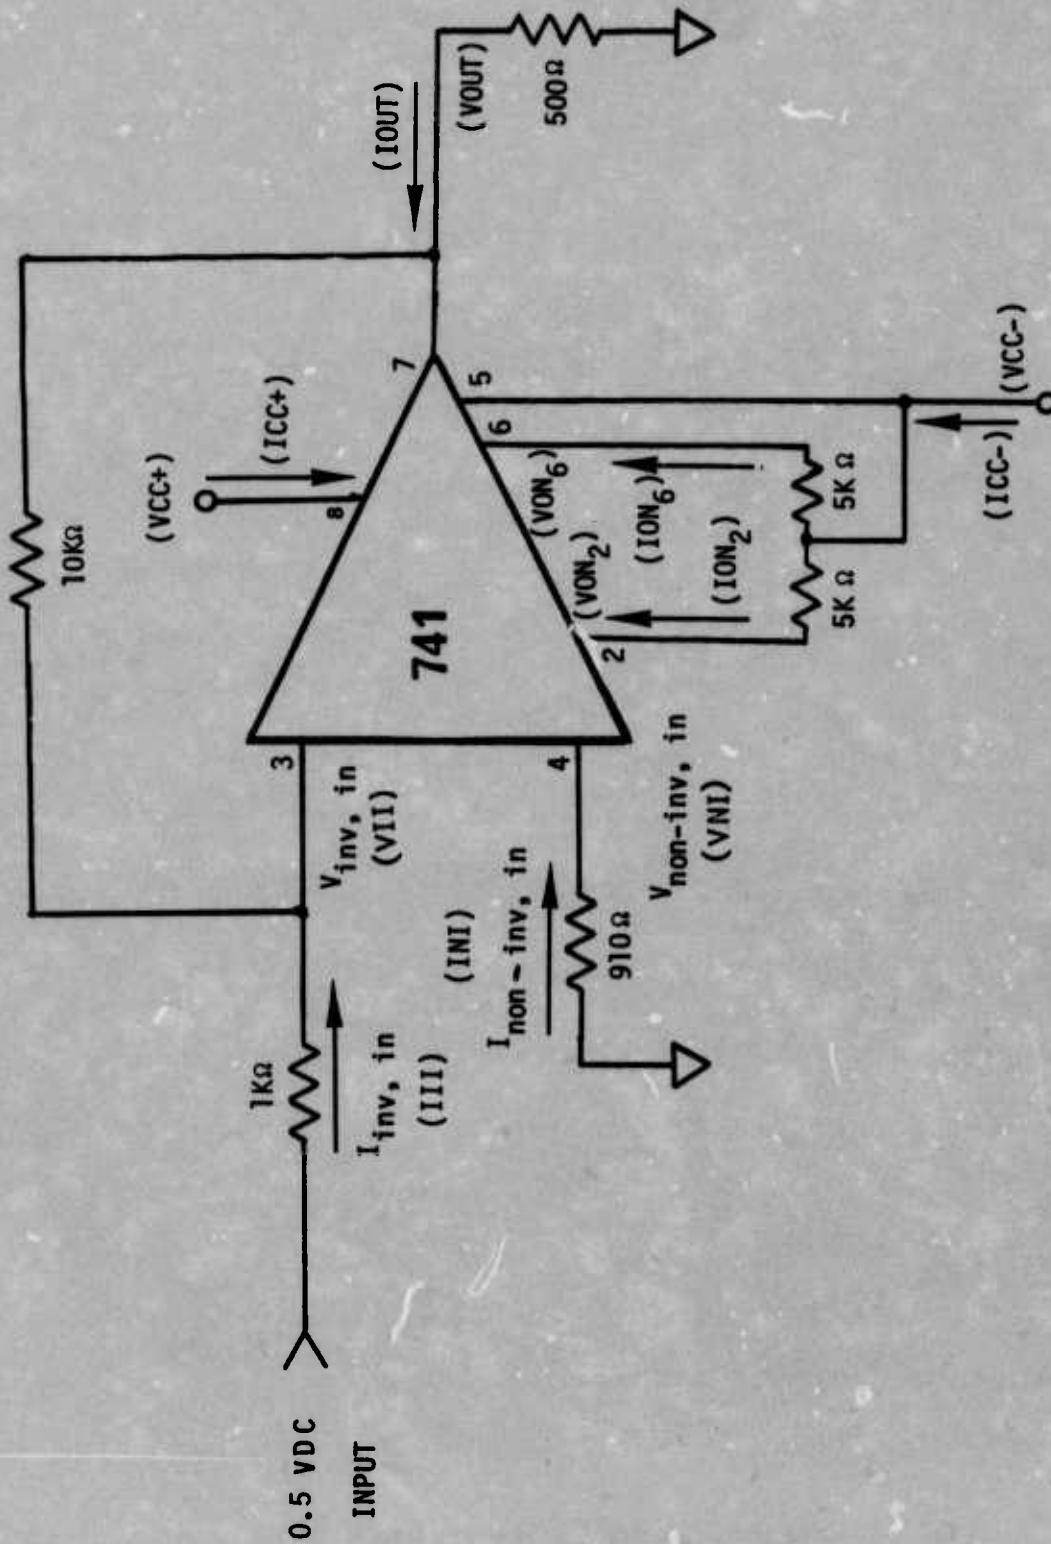 10KΩ
(VCC+)
(ICC+)
8
7
(IOUT)
(VOUT)
500Ω
0.5 VDC
INPUT
1KΩ
I inv, in
(III)
3
V inv, in
(VII)
741
(INI)
I non-inv, in
910Ω
4
V non-inv, in
(VNI)
2
(VON2)
(ION2)
(VON6)
(ION6)
6
5
5KΩ
5KΩ
(ICC-)
(VCC-)